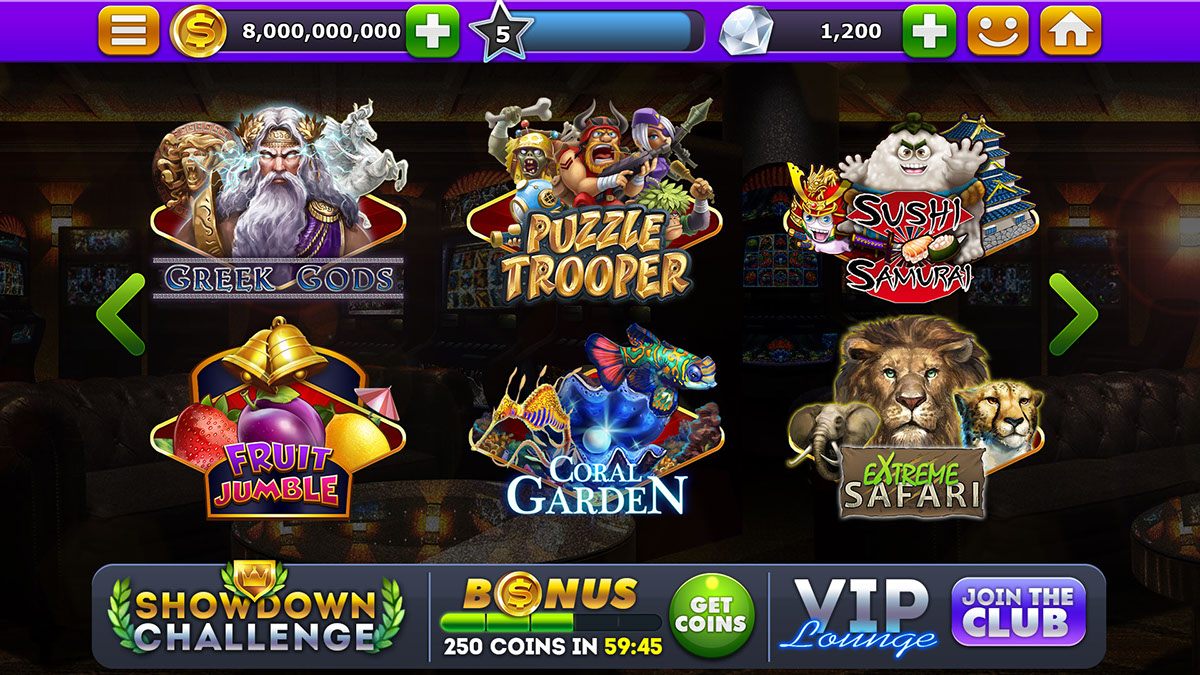 8,000,000,000
5
1,200
GREEK GODS
PUZZLE
TROOPER
SUSHI
SAMURAI
FRUIT
JUMBLE
CORAL
GARDEN
EXTREME
SAFARI
SHOWDOWN
CHALLENGE
BONUS
250 COINS IN 59:45
GET
COINS
VIP
Lounge
JOIN THE
CLUB